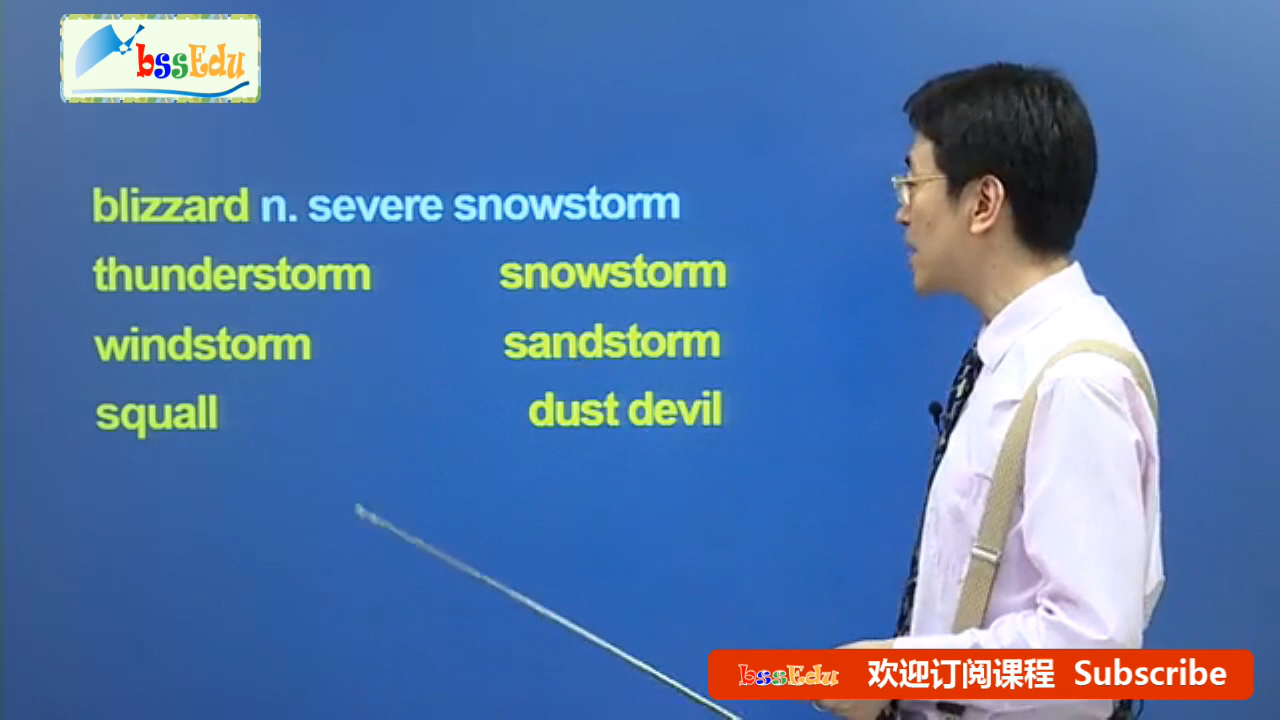 bssEdu
blizzard n. severe snowstorm
thunderstorm snowstorm
windstorm sandstorm
squall dust devil
bssEdu 欢迎订阅课程 Subscribe